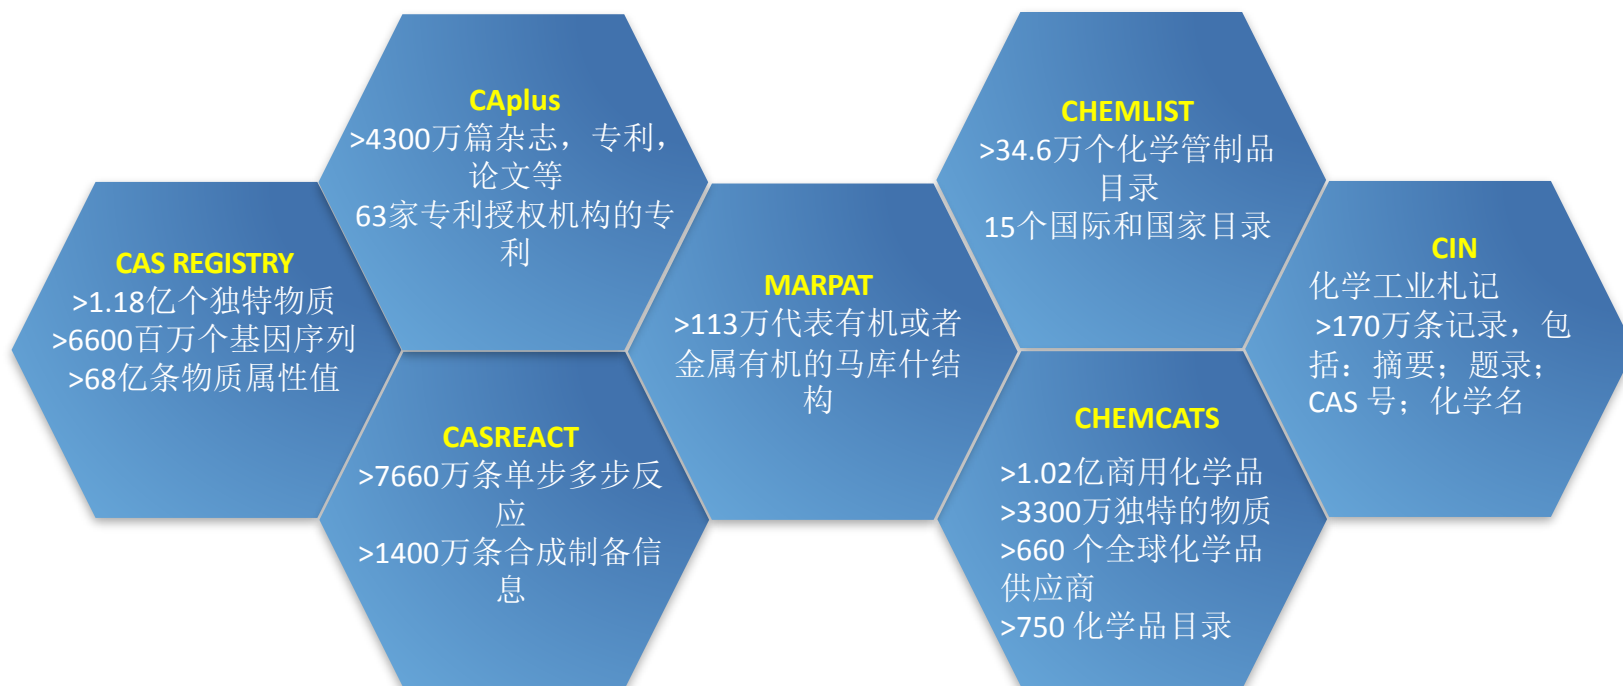 CAS REGISTRY
>1.18亿个独特物质
>6600百万个基因序列
>68亿条物质属性值
CAplus
>4300万篇杂志，专利，
论文等
63家专利授权机构的专
利
CASREACT
>7660万条单步多步反
应
>1400万条合成制备信
息
MARPAT
>113万代表有机或者
金属有机的马库什结
构
CHEMLIST
>34.6万个化学管制品
目录
15个国际和国家目录
CHEMCATS
>1.02亿商用化学品
>3300万独特的物质
>660 个全球化学品
供应商
>750 化学品目录
CIN
化学工业札记
>170万条记录，包
括：摘要；题录；
CAS 号；化学名